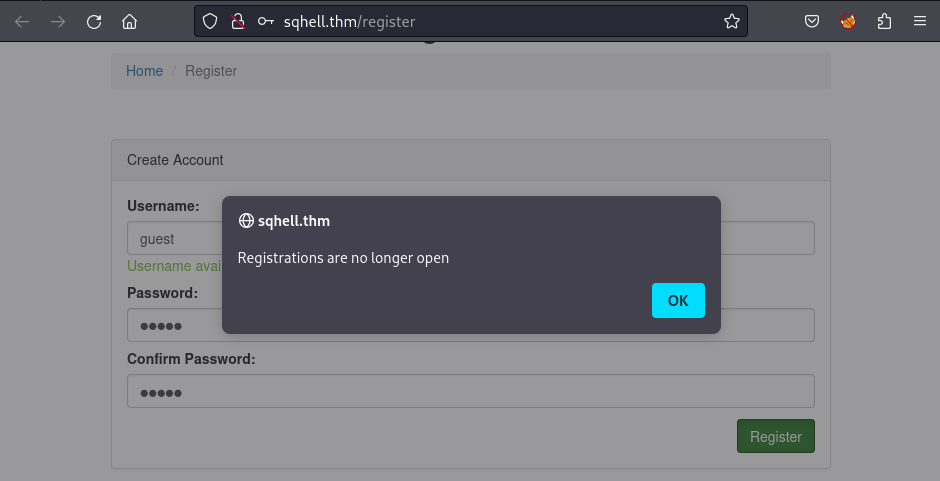 sqhell.thm/register
Home / Register
Create Account
Username:
guest
Username avai
Password:
Confirm Password:
Register
sqhell.thm
Registrations are no longer open
OK